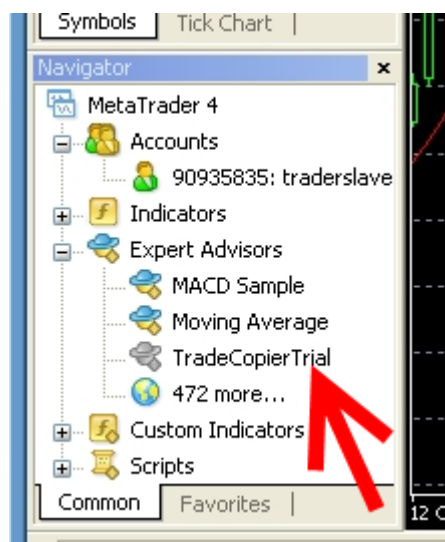 Symbols Tick Chart |
Navigator x
MetaTrader 4
Accounts
90935835: traderslave
Indicators
Expert Advisors
MACD Sample
Moving Average
TradeCopierTrial
472 more...
Custom Indicators
Scripts
Common Favorites |